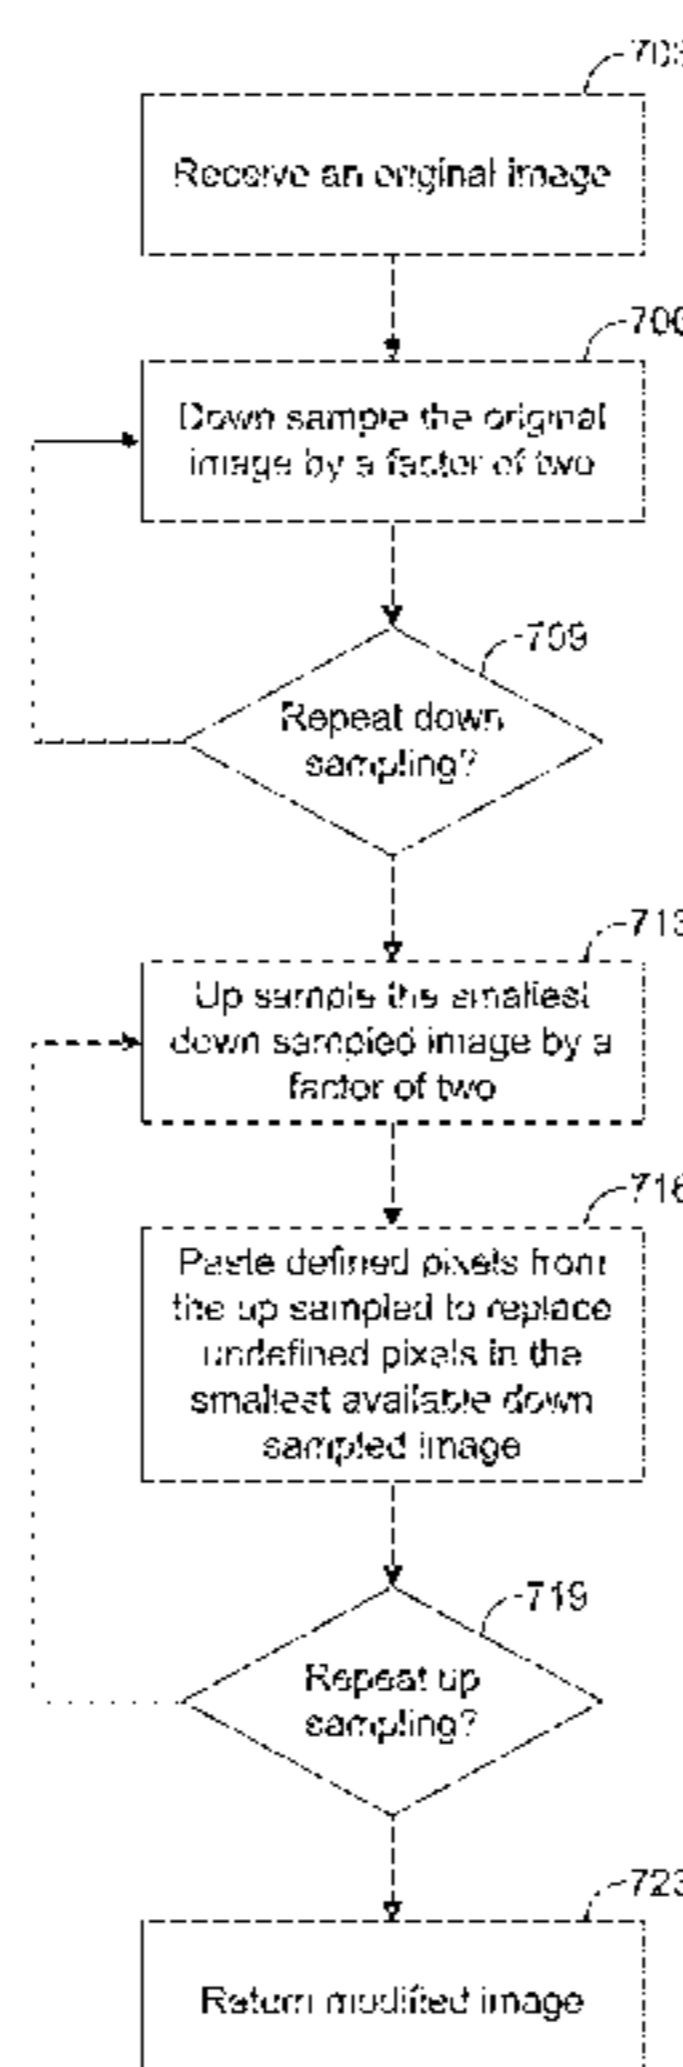 703
Receive an original image
706
Down sample the original
image by a factor of two
709
Repeat down
sampling?
713
Up sample the smallest
down sampled image by a
factor of two
716
Paste defined pixels from
the up sampled to replace
undefined pixels in the
smallest available down
sampled image
719
Repeat up
sampling?
723
Return modified image